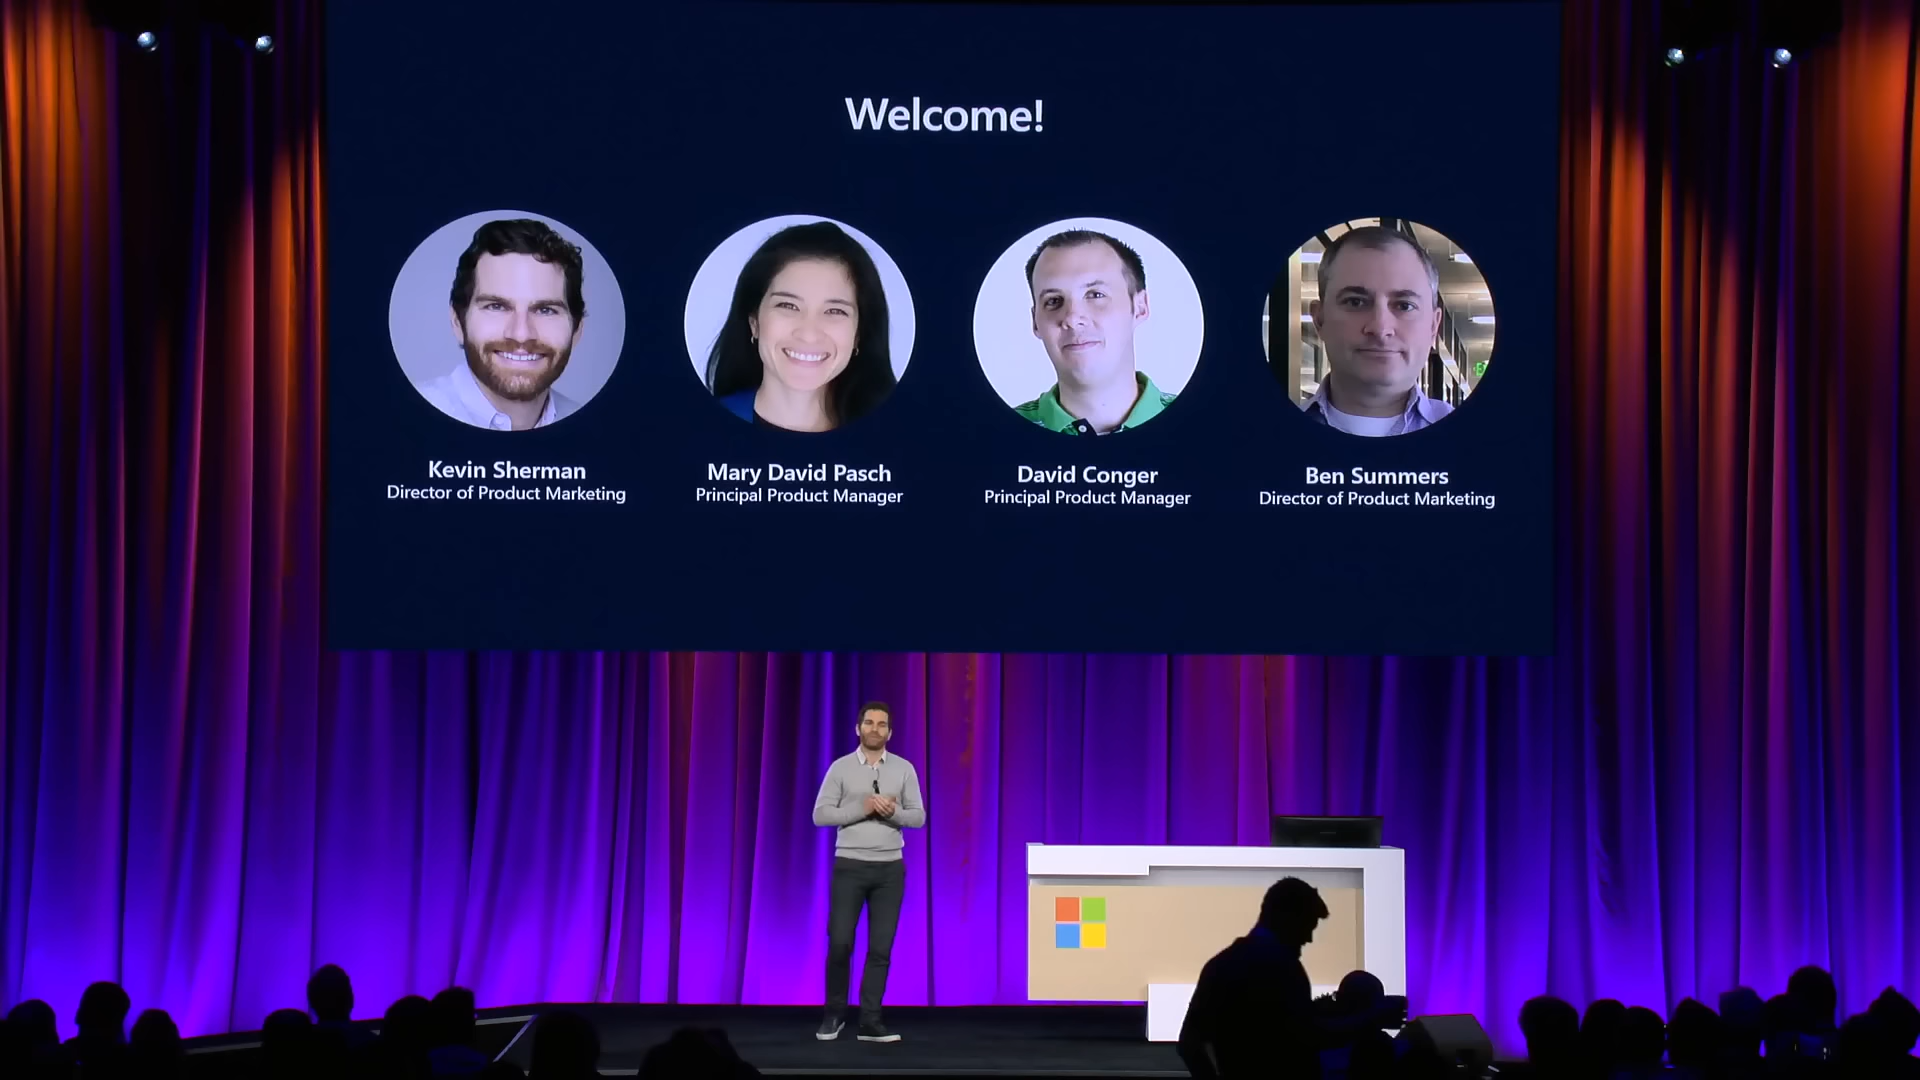 Welcome!
Kevin Sherman
Director of Product Marketing
Mary David Pasch
Principal Product Manager
David Conger
Principal Product Manager
Ben Summers
Director of Product Marketing